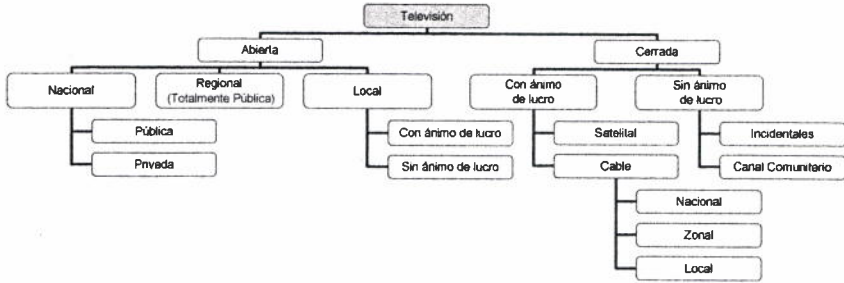 Televisión
Abierta
Cerrada
Nacional
Regional
(Totalmente Pública)
Local
Con ánimo
de lucro
Sin ánimo
de lucro
Pública
Privada
Con ánimo de lucro
Sin ánimo de lucro
Satelital
Cable
Incidentales
Canal Comunitario
Nacional
Zonal
Local